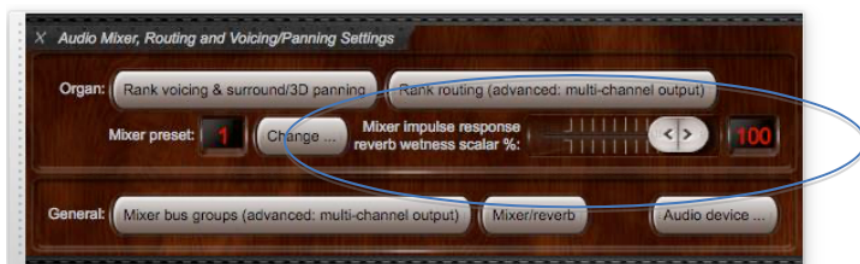 X Audio Mixer, Routing and Voicing/Panning Settings
Organ: Rank voicing & surround/3D panning Rank routing (advanced: multi-channel output)
Mixer preset: 1 Change ... Mixer impulse response
reverb wetness scalar %: < > 100
General: Mixer bus groups (advanced: multi-channel output) Mixer/reverb Audio device ...